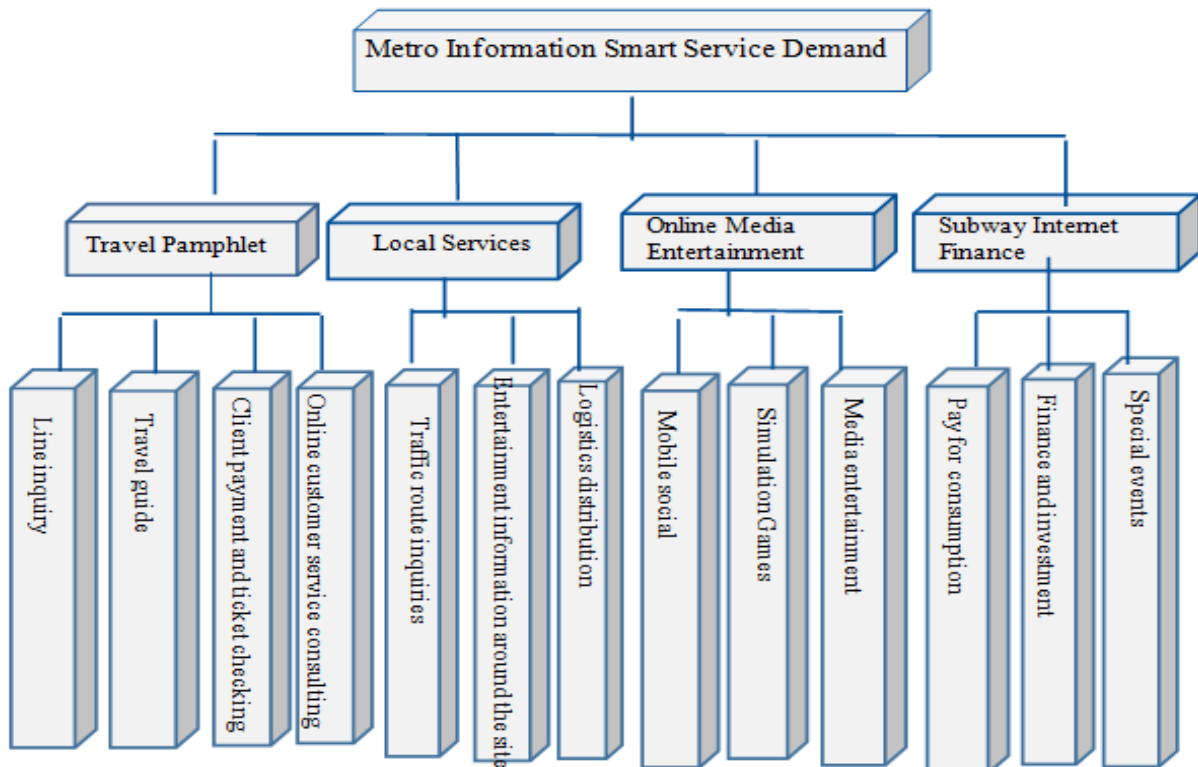 Metro Information Smart Service Demand
Travel Pamphlet
Local Services
Online Media
Entertainment
Subway Internet
Finance
Line inquiry
Travel guide
Client payment and ticket checking
Online customer service consulting
Traffic route inquiries
Entertainment information around the site
Logistics distribution
Mobile social
Simulation Games
Media entertainment
Pay for consumption
Finance and investment
Special events